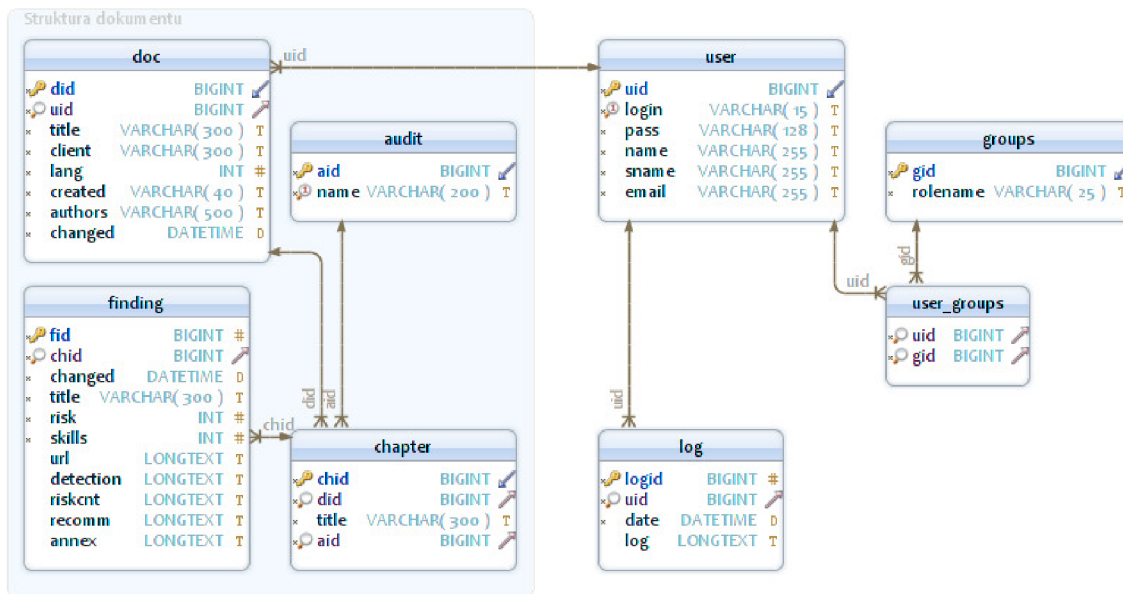 Struktura dokumentu
doc
did BIGINT
uid BIGINT
title VARCHAR( 300 ) T
client VARCHAR( 300 ) T
lang INT #
created VARCHAR( 40 ) T
authors VARCHAR( 500 ) T
changed DATETIME D
uid
audit
aid BIGINT
name VARCHAR( 200 ) T
user
uid BIGINT
login VARCHAR( 15 ) T
pass VARCHAR( 128 ) T
name VARCHAR( 255 ) T
sname VARCHAR( 255 ) T
email VARCHAR( 255 ) T
groups
gid BIGINT
rolename VARCHAR( 25 ) T
finding
fid BIGINT #
chid BIGINT
changed DATETIME D
title VARCHAR( 300 ) T
risk INT #
skills INT #
url LONGTEXT T
detection LONGTEXT T
riskcnt LONGTEXT T
recomm LONGTEXT T
annex LONGTEXT T
chid
did
aid
chapter
chid BIGINT
did BIGINT
title VARCHAR( 300 ) T
aid BIGINT
uid
log
logid BIGINT #
uid BIGINT
date DATETIME D
log LONGTEXT T
uid
gid
user_groups
uid BIGINT
gid BIGINT